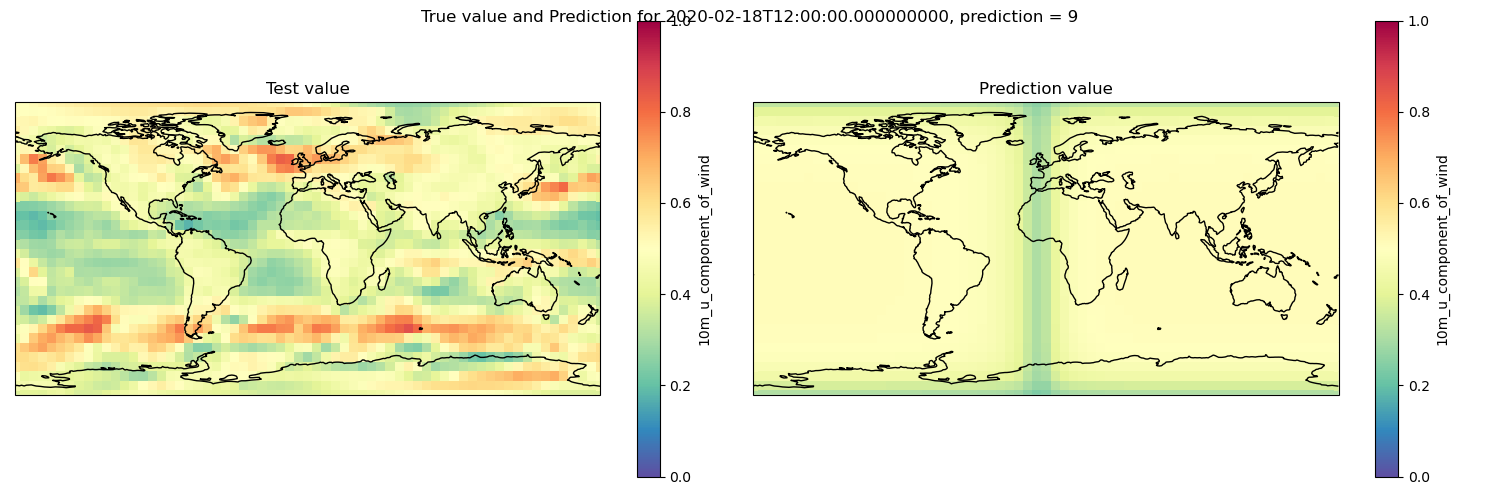 True value and Prediction for 2020-02-18T12:00:00.000000000, prediction = 9
Test value
1.0
0.8
0.6
0.4
0.2
0.0
10m_u_component_of_wind
Prediction value
1.0
0.8
0.6
0.4
0.2
0.0
10m_u_component_of_wind